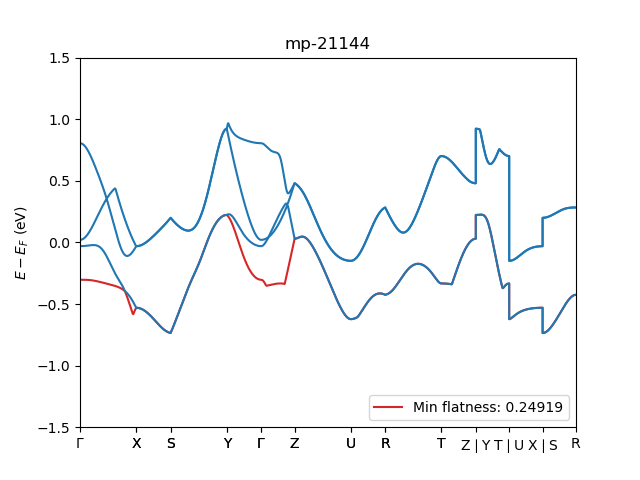 mp-21144
1.5
1.0
0.5
0.0
−0.5
−1.0
−1.5
E − E_F (eV)
Min flatness: 0.24919
Γ X S Y Γ Z U R T Z | Y T | U X | S R